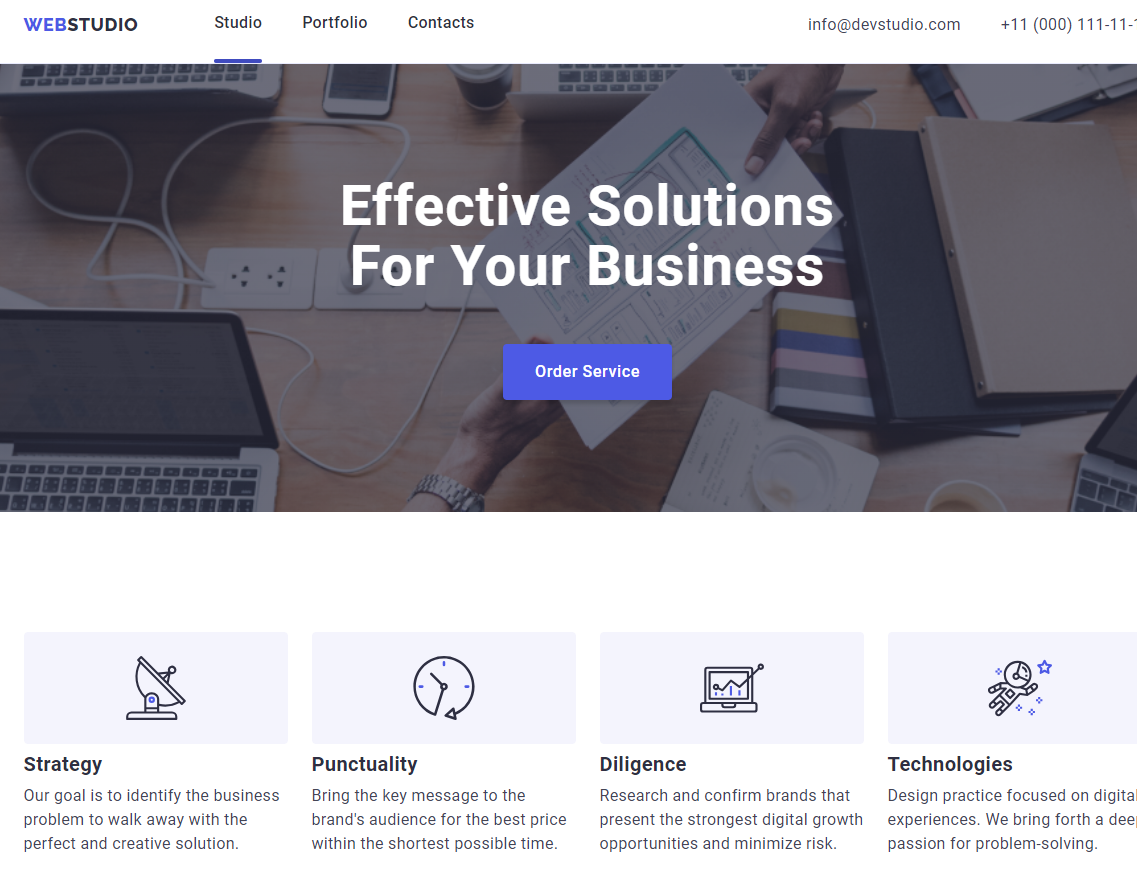 WEBSTUDIO
Studio
Portfolio
Contacts
info@devstudio.com
+11 (000) 111-11-1
Effective Solutions
For Your Business
Order Service
Strategy
Our goal is to identify the business
problem to walk away with the
perfect and creative solution.
Punctuality
Bring the key message to the
brand's audience for the best price
within the shortest possible time.
Diligence
Research and confirm brands that
present the strongest digital growth
opportunities and minimize risk.
Technologies
Design practice focused on digital
experiences. We bring forth a deep
passion for problem-solving.